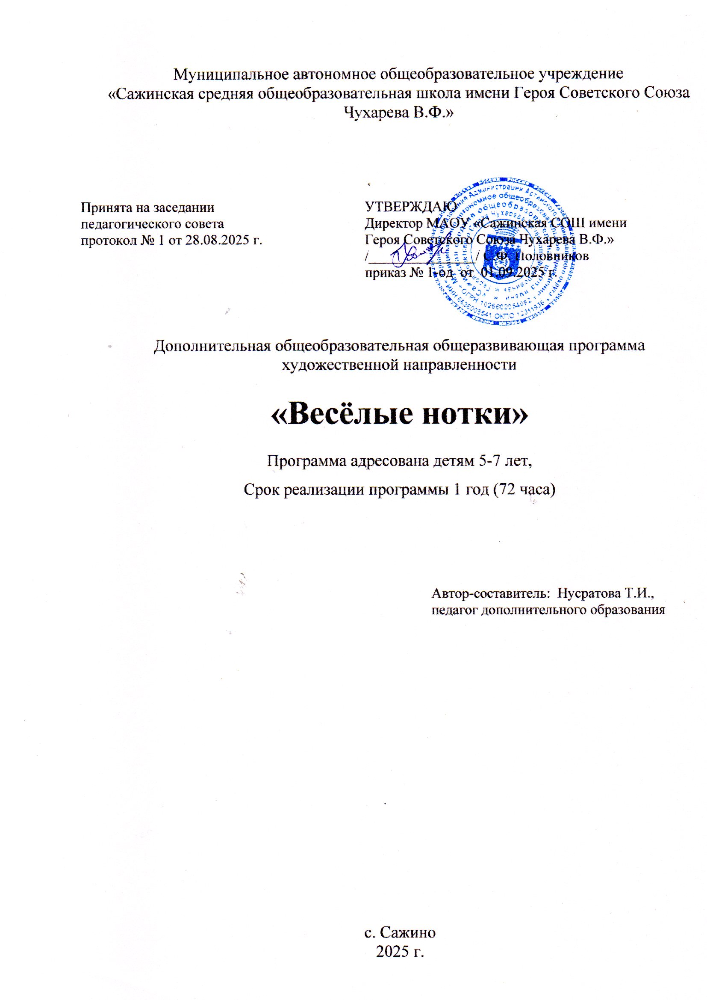 Муниципальное автономное общеобразовательное учреждение
«Сажинская средняя общеобразовательная школа имени Героя Советского Союза
Чухарева В.Ф.»
Принята на заседании
педагогического совета
протокол № 1 от 28.08.2025 г.
УТВЕРЖДАЮ
Директор МАОУ «Сажинская СОШ имени
Героя Советского Союза Чухарева В.Ф.»
/ / С.Ф. Половников
приказ № 1-од от 01.09.2025 г.
Дополнительная общеобразовательная общеразвивающая программа
художественной направленности
«Весёлые нотки»
Программа адресована детям 5-7 лет,
Срок реализации программы 1 год (72 часа)
Автор-составитель: Нусратова Т.И.,
педагог дополнительного образования
с. Сажино
2025 г.